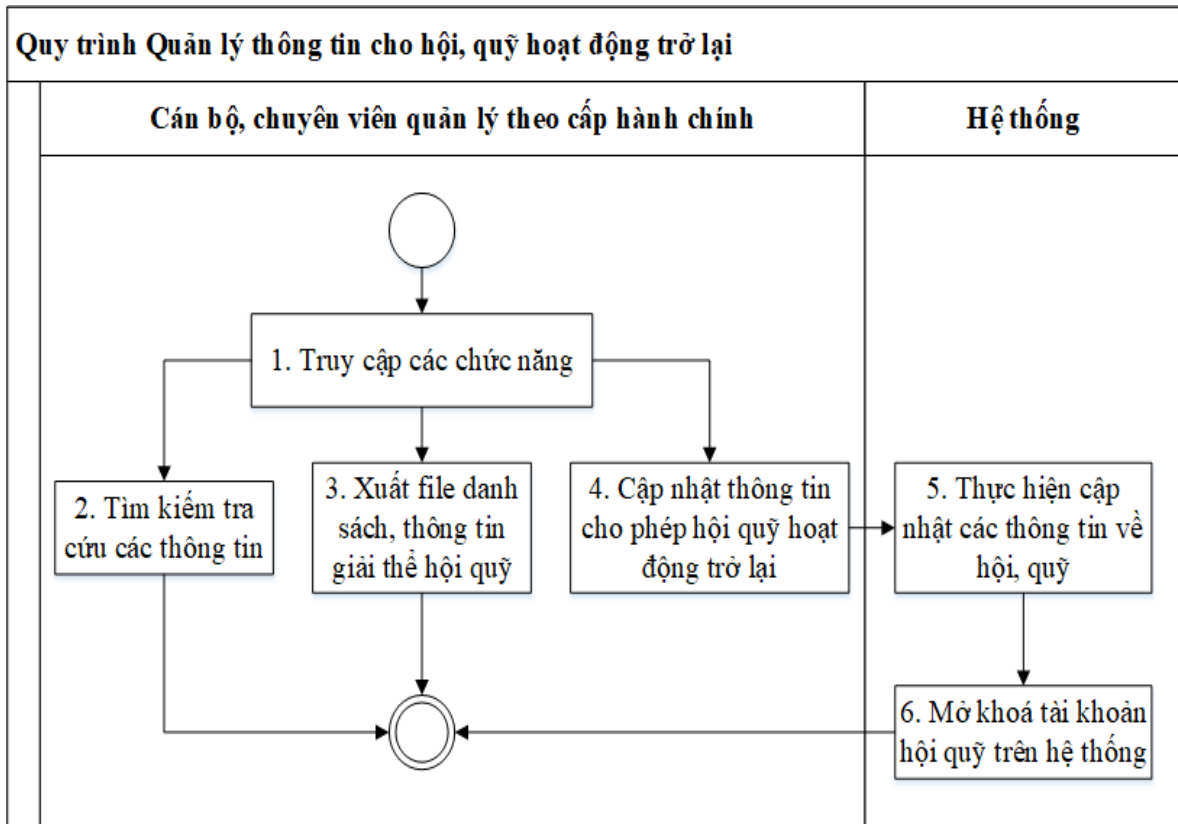 Quy trình Quản lý thông tin cho hội, quỹ hoạt động trở lại
Cán bộ, chuyên viên quản lý theo cấp hành chính
Hệ thống
1. Truy cập các chức năng
2. Tìm kiếm tra
cứu các thông tin
3. Xuất file danh
sách, thông tin
giải thể hội quỹ
4. Cập nhật thông tin
cho phép hội quỹ hoạt
động trở lại
5. Thực hiện cập
nhật các thông tin về
hội, quỹ
6. Mở khoá tài khoản
hội quỹ trên hệ thống